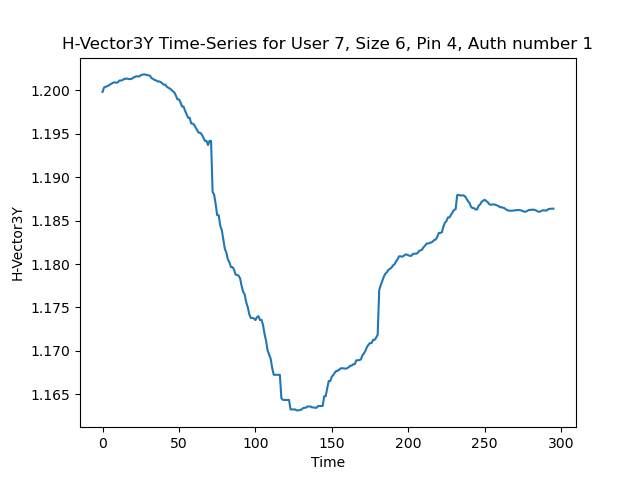 H-Vector3Y Time-Series for User 7, Size 6, Pin 4, Auth number 1
H-Vector3Y
1.200
1.195
1.190
1.185
1.180
1.175
1.170
1.165
0 50 100 150 200 250 300
Time